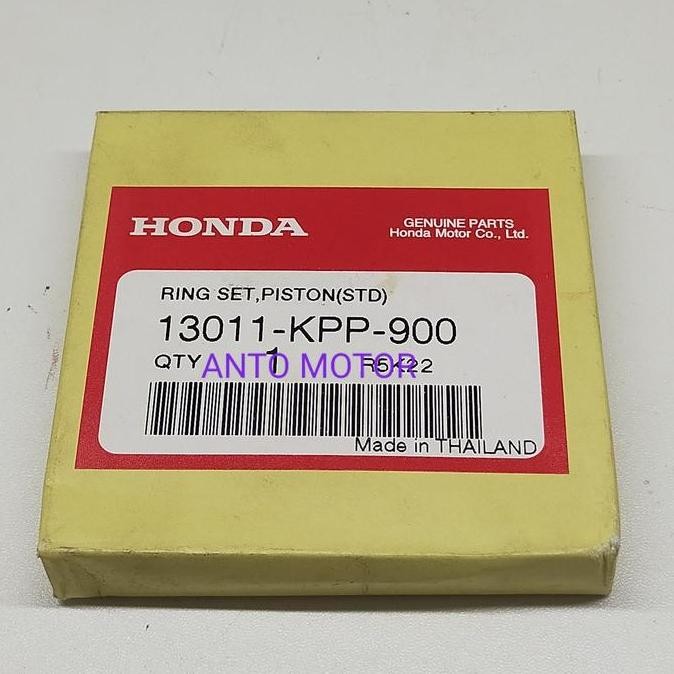 HONDA
GENUINE PARTS
Honda Motor Co., Ltd.
RING SET,PISTON(STD)
13011-KPP-900
QTY 1 R5K22
ANTO MOTOR
Made in THAILAND